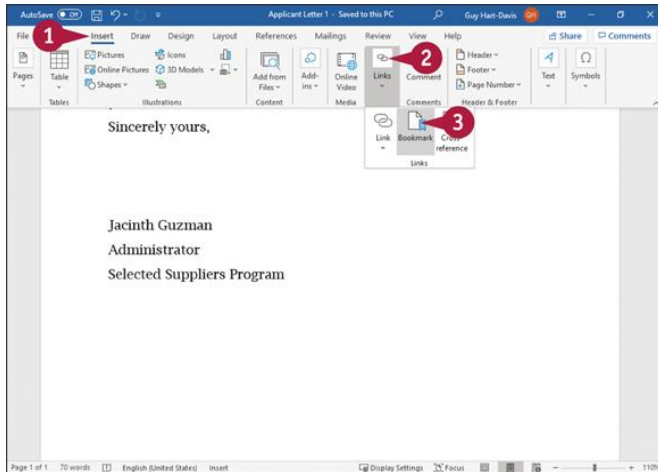 AutoSave Off Applicant Letter 1 - Saved to this PC Guy Hart-Davis GH
File Insert Draw Design Layout References Mailings Review View Help Share Comments
1
2
3
Pages
Table
Tables
Pictures
Online Pictures
Shapes
Icons
3D Models
Illustrations
Add from Files
Content
Add-ins
Online Video
Media
Links
Comment
Comments
Header
Footer
Page Number
Header & Footer
Text
Symbols
Link
Bookmark
Cross-reference
Links
Sincerely yours,
Jacinth Guzman
Administrator
Selected Suppliers Program
Page 1 of 1 70 words English (United States) Insert Display Settings Focus 110%